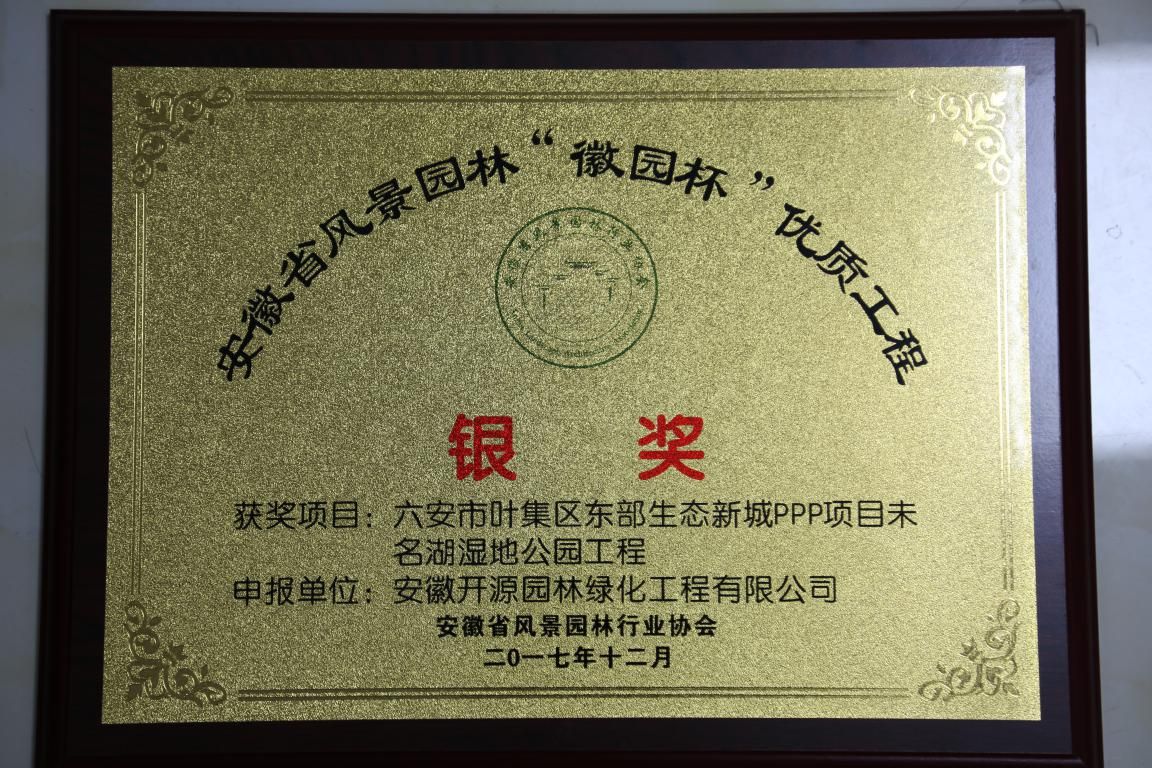 安徽省风景园林“徽园杯”优质工程
银 奖
获奖项目：六安市叶集区东部生态新城PPP项目未
名湖湿地公园工程
申报单位：安徽开源园林绿化工程有限公司
安徽省风景园林行业协会
二0一七年十二月